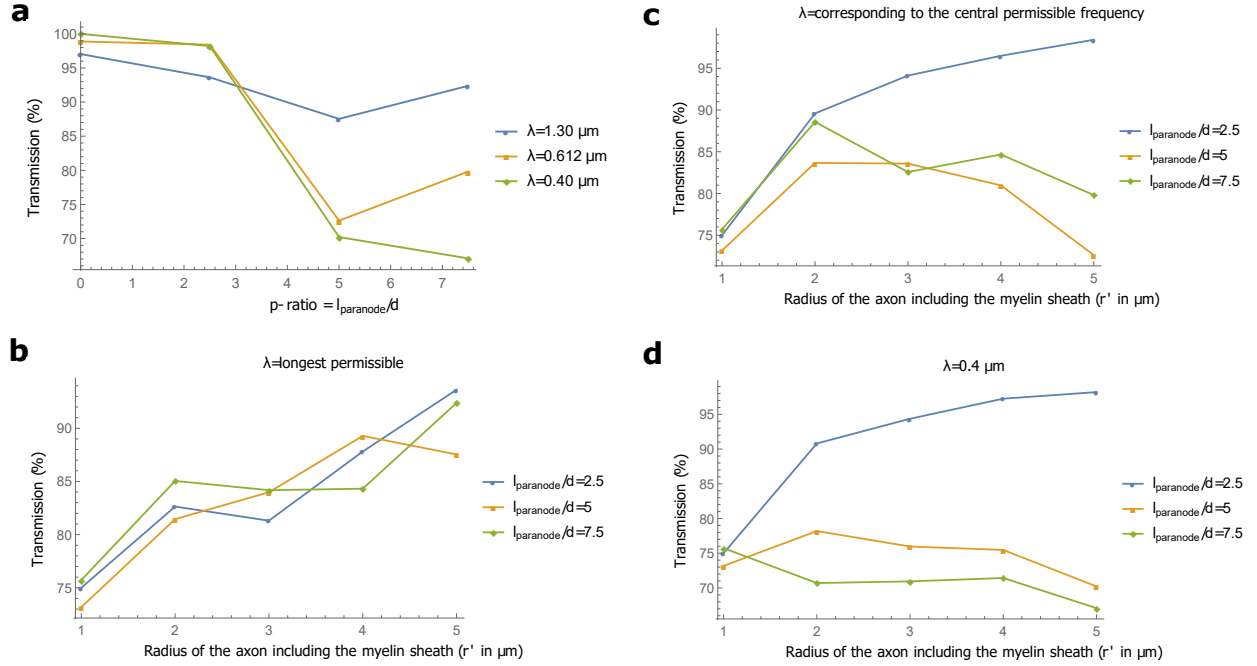 a
100
95
90
85
80
75
70
Transmission (%)
0
1
2
3
4
5
6
7
p- ratio = lparanode/d
λ=1.30 μm
λ=0.612 μm
λ=0.40 μm
c
λ=corresponding to the central permissible frequency
95
90
85
80
75
Transmission (%)
1
2
3
4
5
Radius of the axon including the myelin sheath (r' in μm)
lparanode/d=2.5
lparanode/d=5
lparanode/d=7.5
b
λ=longest permissible
90
85
80
75
Transmission (%)
1
2
3
4
5
Radius of the axon including the myelin sheath (r' in μm)
lparanode/d=2.5
lparanode/d=5
lparanode/d=7.5
d
λ=0.4 μm
95
90
85
80
75
70
Transmission (%)
1
2
3
4
5
Radius of the axon including the myelin sheath (r' in μm)
lparanode/d=2.5
lparanode/d=5
lparanode/d=7.5